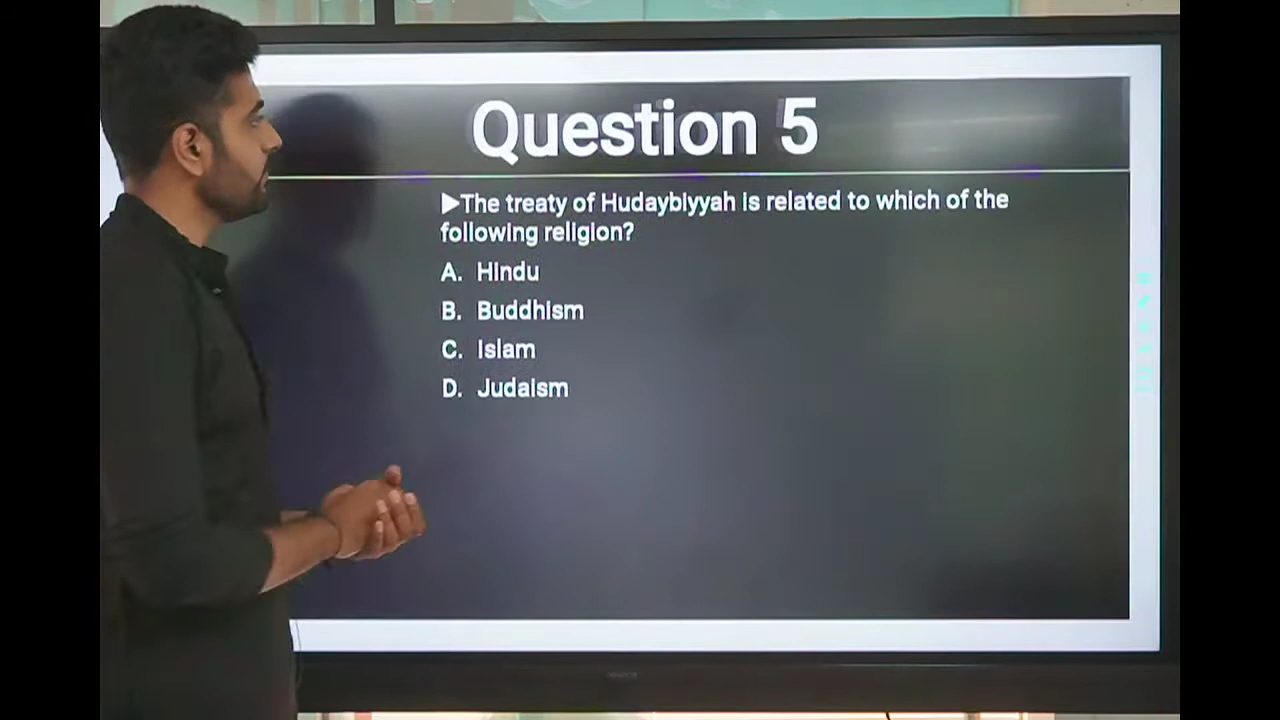 Question 5
▶The treaty of Hudaybiyyah is related to which of the
following religion?
A. Hindu
B. Buddhism
C. Islam
D. Judaism